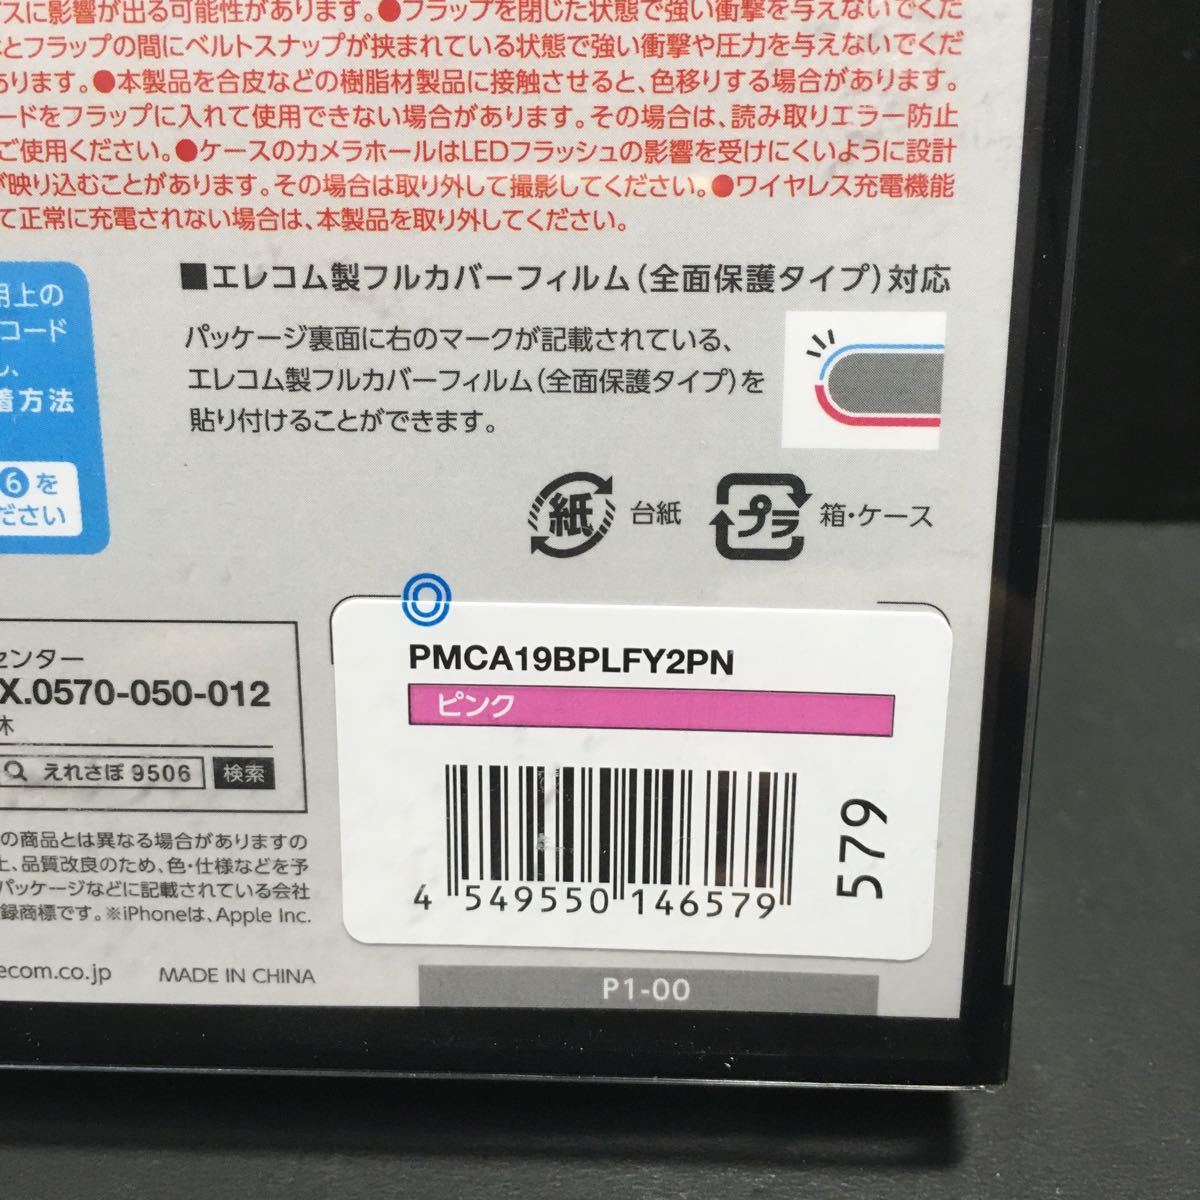 スに影響が出る可能性があります。●フラップを閉じた状態で強い衝撃を与えないでくだ
とフラップの間にベルトスナップが挟まれている状態で強い衝撃や圧力を与えないでくだ
あります。●本製品を合皮などの樹脂材製品に接触させると、色移りする場合があります。
ードをフラップに入れて使用できない場合があります。その場合は、読み取りエラー防止
ご使用ください。●ケースのカメラホールはLEDフラッシュの影響を受けにくいように設計
が映り込むことがあります。その場合は取り外して撮影してください。●ワイヤレス充電機能
て正常に充電されない場合は、本製品を取り外してください。
■エレコム製フルカバーフィルム（全面保護タイプ）対応
パッケージ裏面に右のマークが記載されている、
エレコム製フルカバーフィルム（全面保護タイプ）を
貼り付けることができます。
用上の
コード
し、
着方法
6を
ださい
紙 台紙 プラ 箱・ケース
センター
X.0570-050-012
木
えれさぽ9506 検索
の商品とは異なる場合がありますの
上、品質改良のため、色・仕様などを予
パッケージなどに記載されている会社
録商標です。※iPhoneは、Apple Inc.
ecom.co.jp MADE IN CHINA
PMCA19BPLFY2PN
ピンク
4 549550 146579
579
P1-00